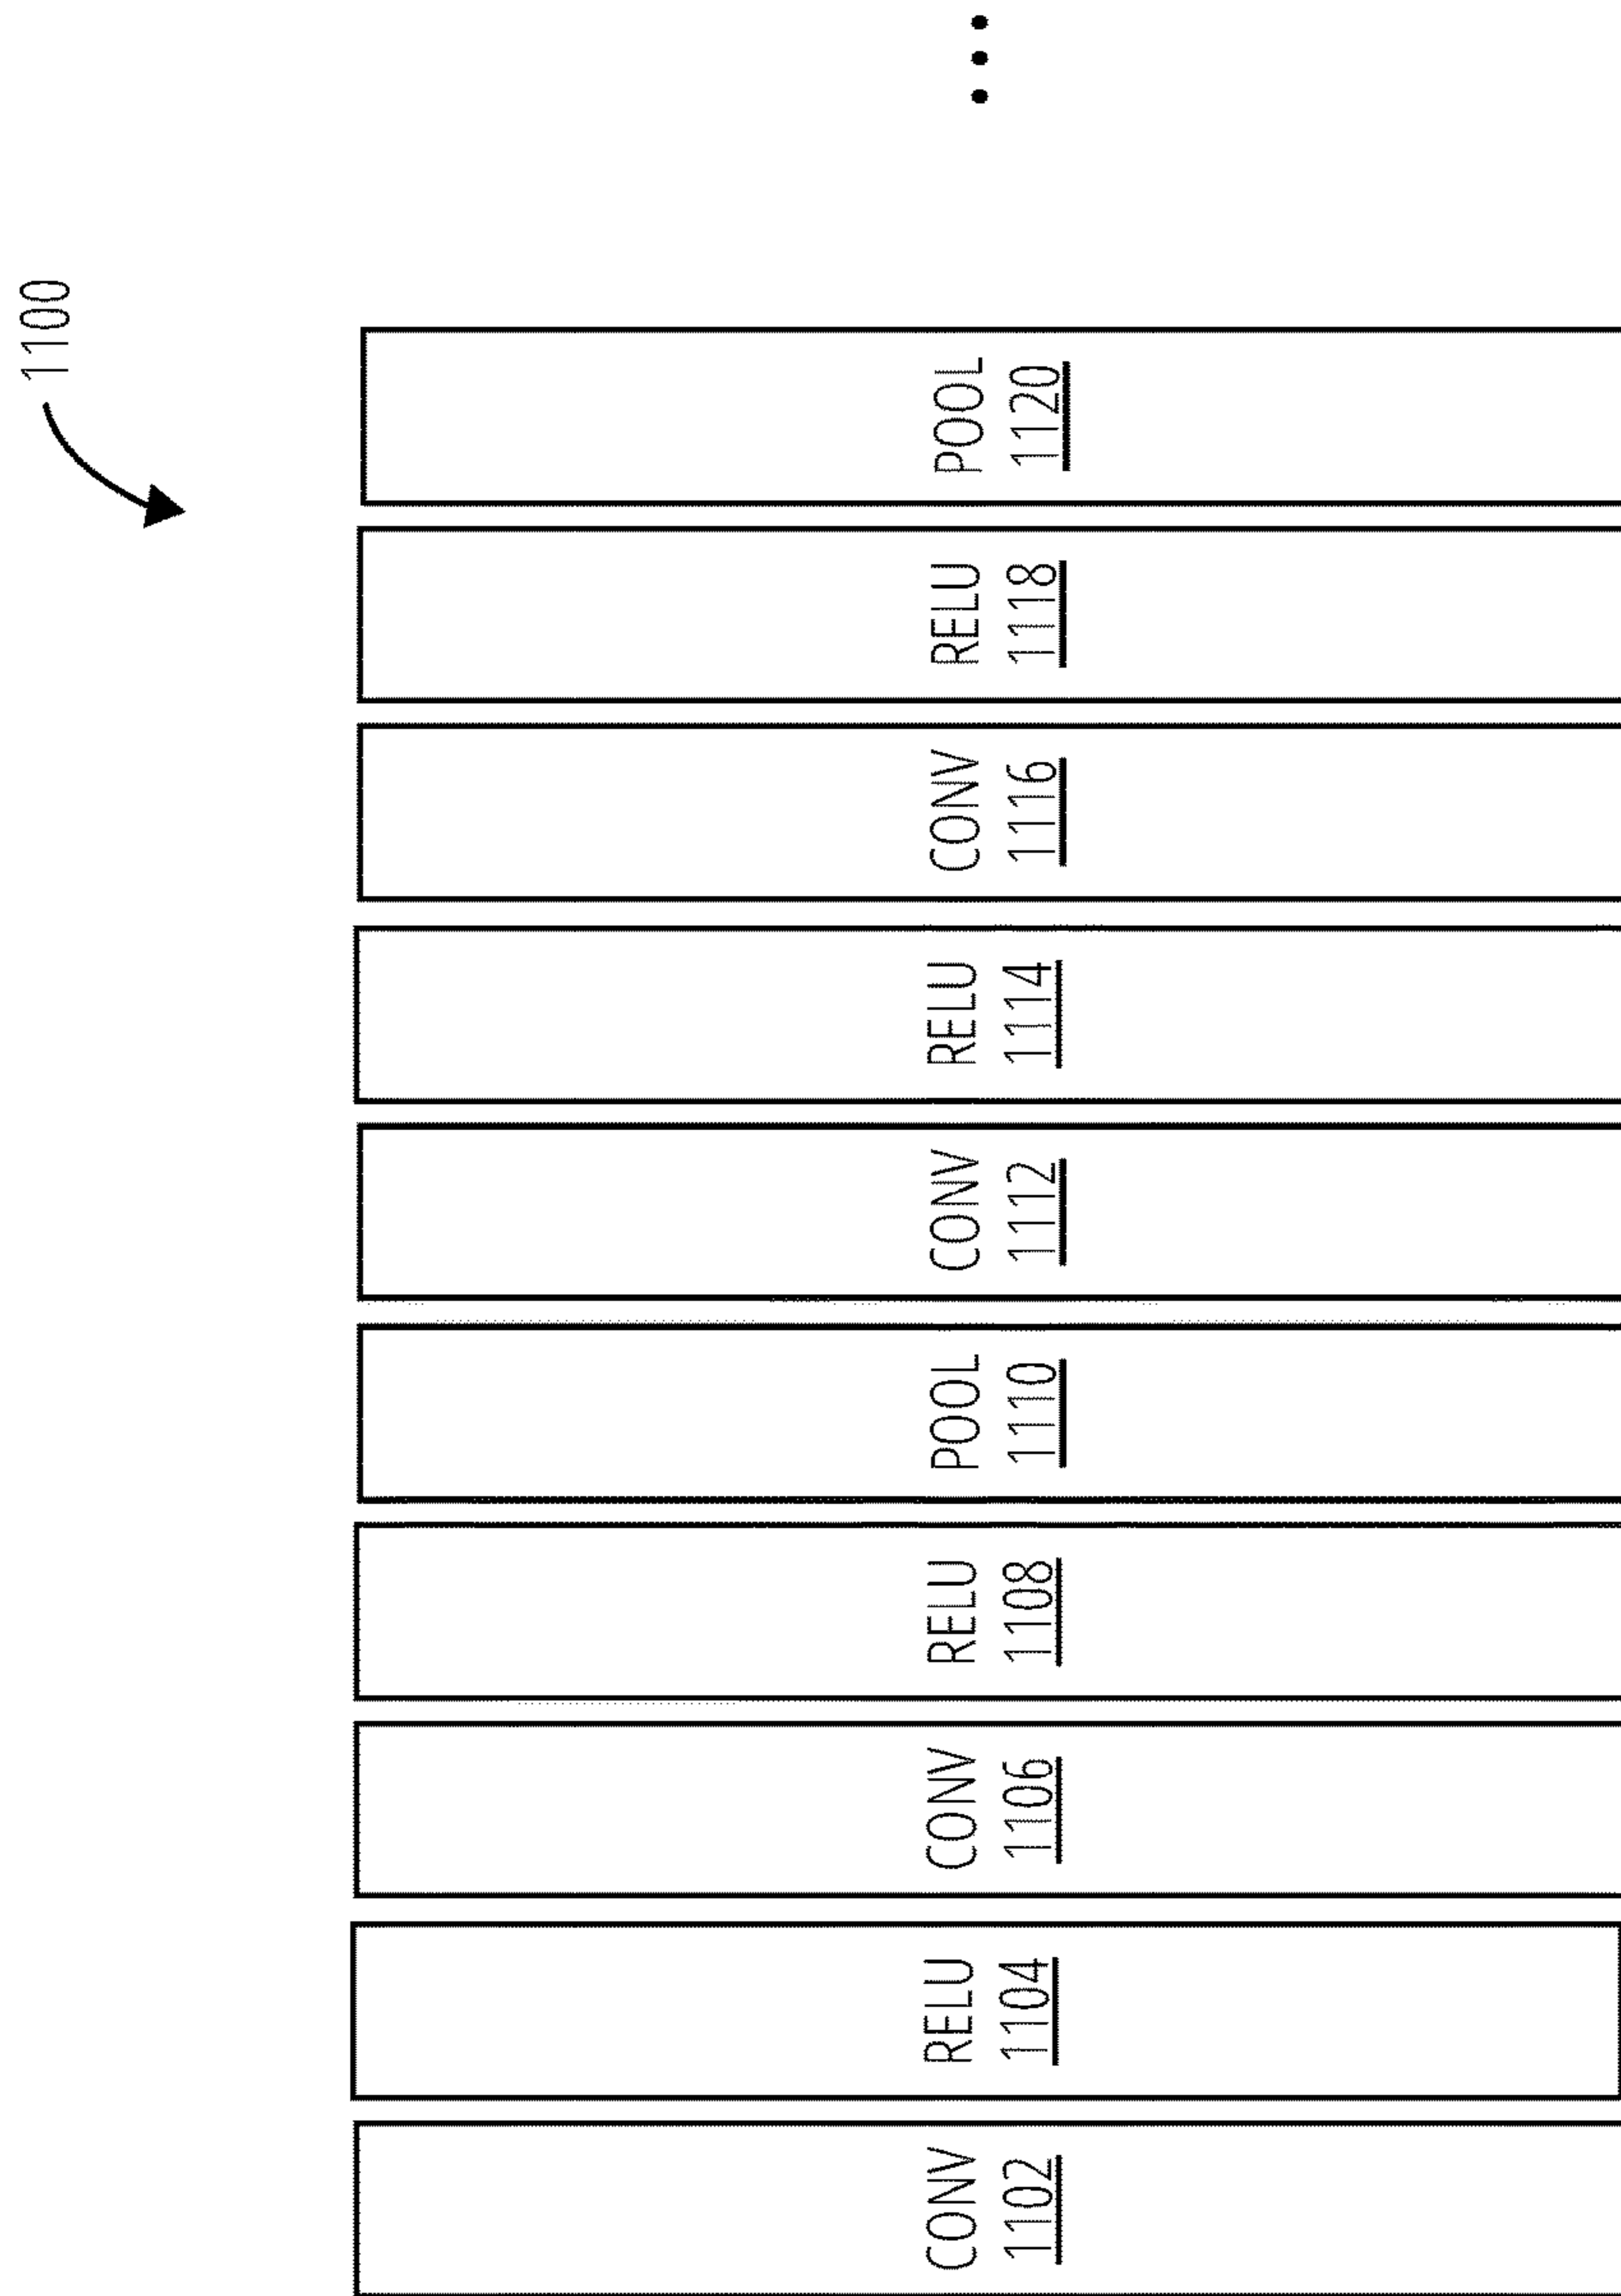 1100
CONV
1102
RELU
1104
CONV
1106
RELU
1108
POOL
1110
CONV
1112
RELU
1114
CONV
1116
RELU
1118
POOL
1120